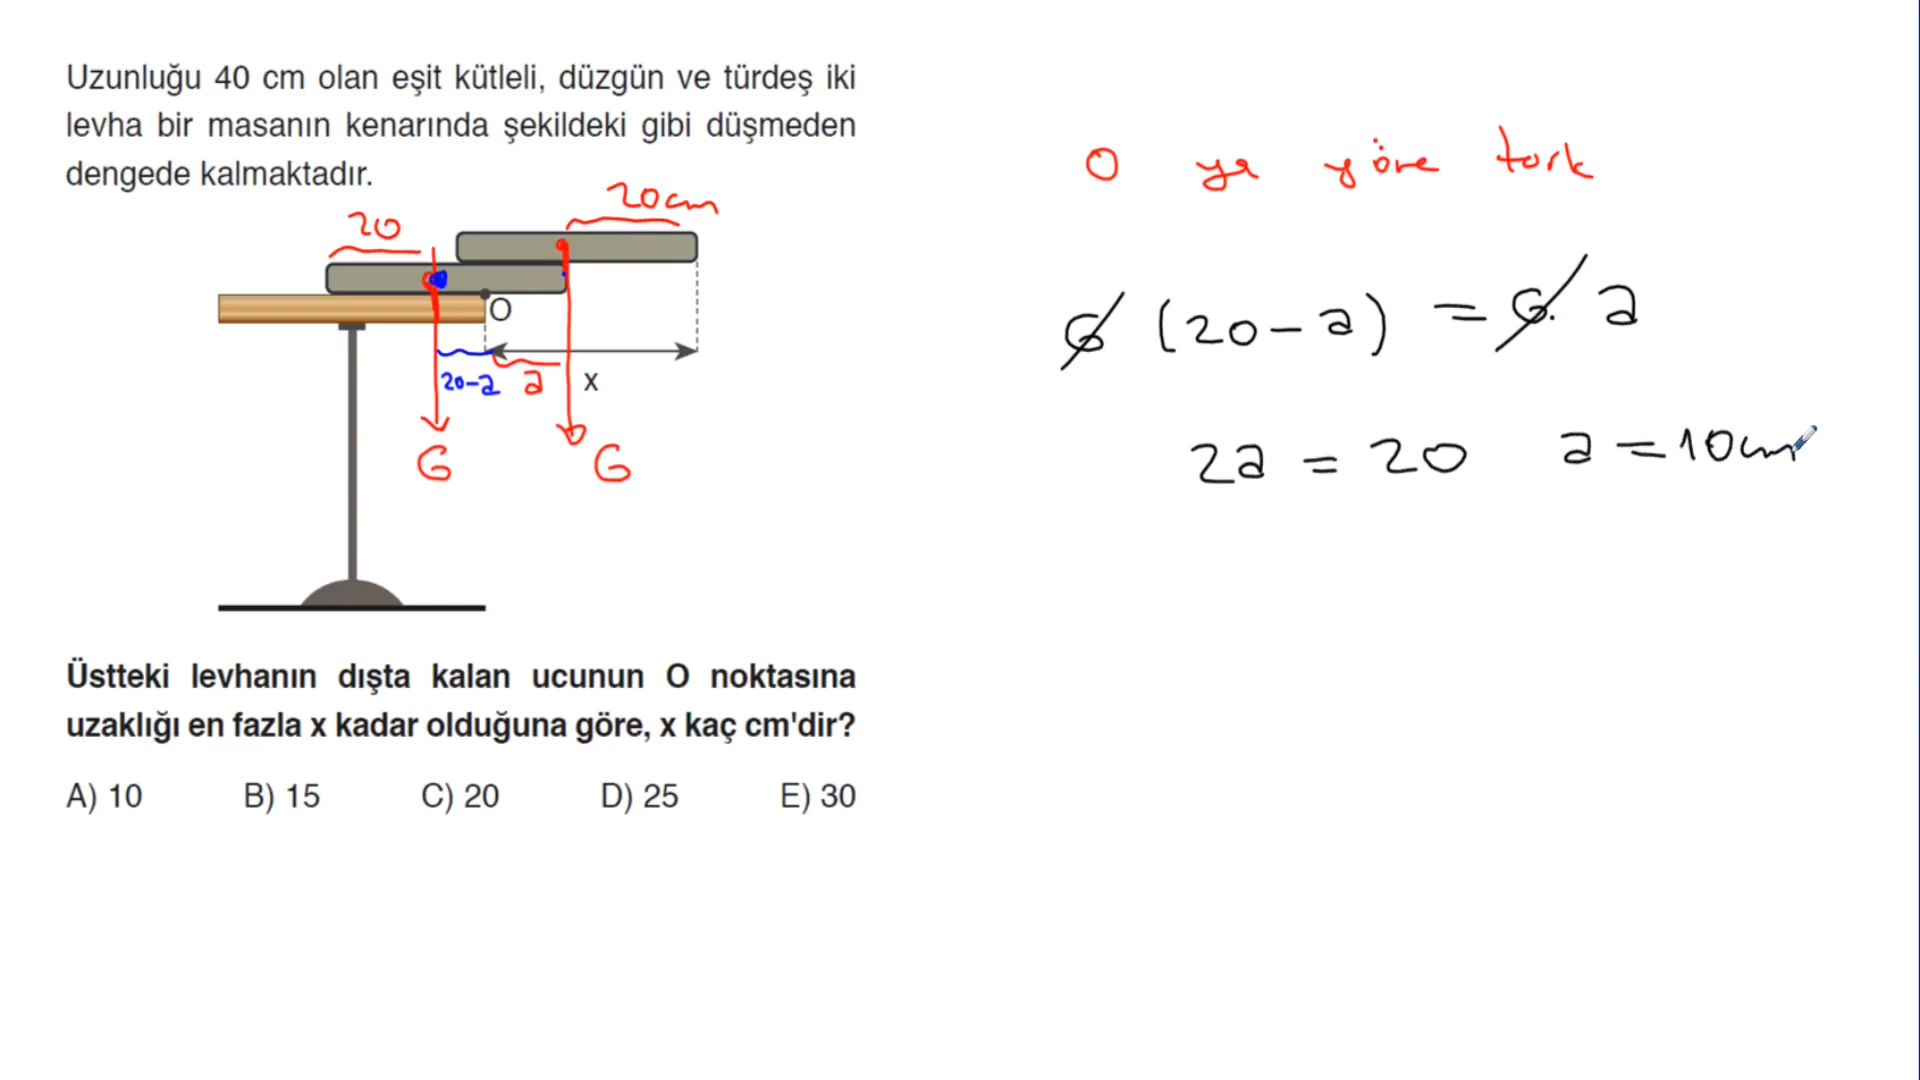 Uzunluğu 40 cm olan eşit kütleli, düzgün ve türdeş iki
levha bir masanın kenarında şekildeki gibi düşmeden
dengede kalmaktadır.
20cm
20
O
20-a
a
x
G
G
Üstteki levhanın dışta kalan ucunun O noktasına
uzaklığı en fazla x kadar olduğuna göre, x kaç cm'dir?
A) 10 B) 15 C) 20 D) 25 E) 30
O ya göre tork
G (20-a) = G. a
2a = 20 a = 10cm